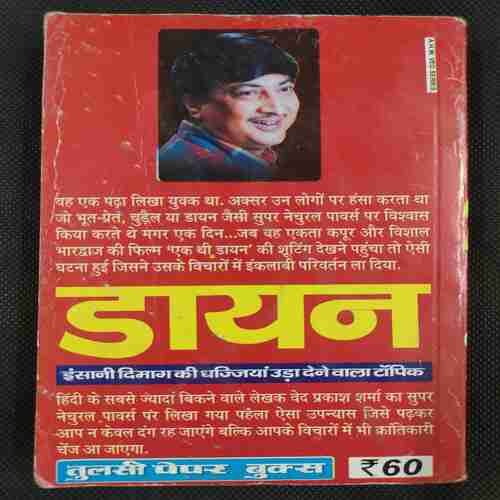 A.H.W. VED SERIES
वह एक पढ़ा लिखा युवक था. अक्सर उन लोगों पर हंसा करता था
जो भूत-प्रेत, चुड़ैल या डायन जैसी सुपर नेचुरल पावर्स पर विश्वास
किया करते थे मगर एक दिन...जब वह एकता कपूर और विशाल
भारद्वाज की फिल्म 'एक थी डायन' की शूटिंग देखने पहुंचा तो ऐसी
घटना हुई जिसने उसके विचारों में इंकलाबी परिवर्तन ला दिया.
डायन
इंसानी दिमाग की धज्जियां उड़ा देने वाला टॉपिक
हिंदी के सबसे ज्यादा बिकने वाले लेखक वेद प्रकाश शर्मा का सुपर
नेचुरल पावर्स पर लिखा गया पहला ऐसा उपन्यास जिसे पढ़कर
आप न केवल दंग रह जाएंगे बल्कि आपके विचारों में भी क्रांतिकारी
चेंज आ जाएगा.
तुलसी पेपर बुक्स ₹60